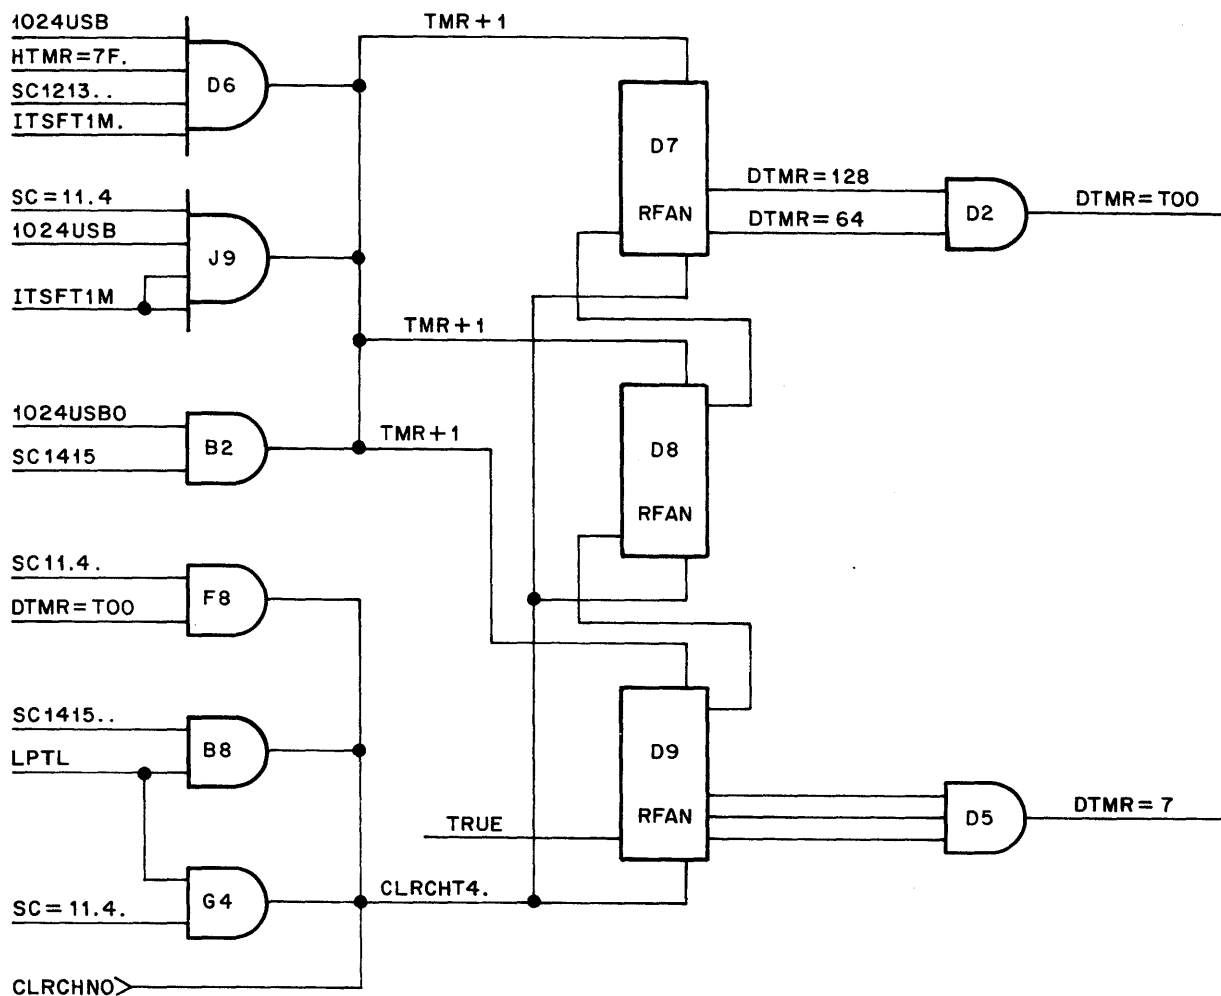 1024USB
HTMR=7F.
SC1213..
ITSFT1M.
D6
TMR+1
D7
RFAN
DTMR=128
DTMR=64
D2
DTMR=TOO
SC=11.4
1024USB
ITSFT1M
J9
TMR+1
D8
RFAN
1024USBO
SC1415
B2
TMR+1
SC11.4.
DTMR=TOO
F8
SC1415..
LPTL
B8
D9
RFAN
TRUE
D5
DTMR=7
G4
SC=11.4.
CLRCHT4.
CLRCHNO